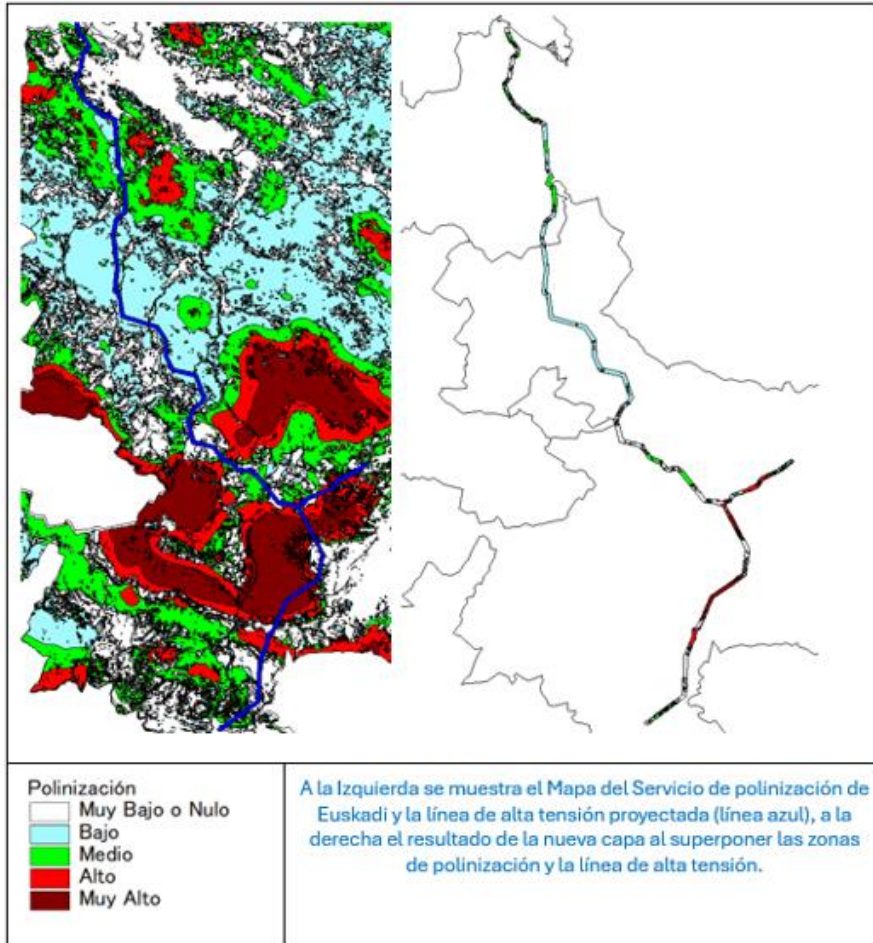 Polinización
Muy Bajo o Nulo
Bajo
Medio
Alto
Muy Alto
A la Izquierda se muestra el Mapa del Servicio de polinización de
Euskadi y la línea de alta tensión proyectada (línea azul), a la
derecha el resultado de la nueva capa al superponer las zonas
de polinización y la línea de alta tensión.